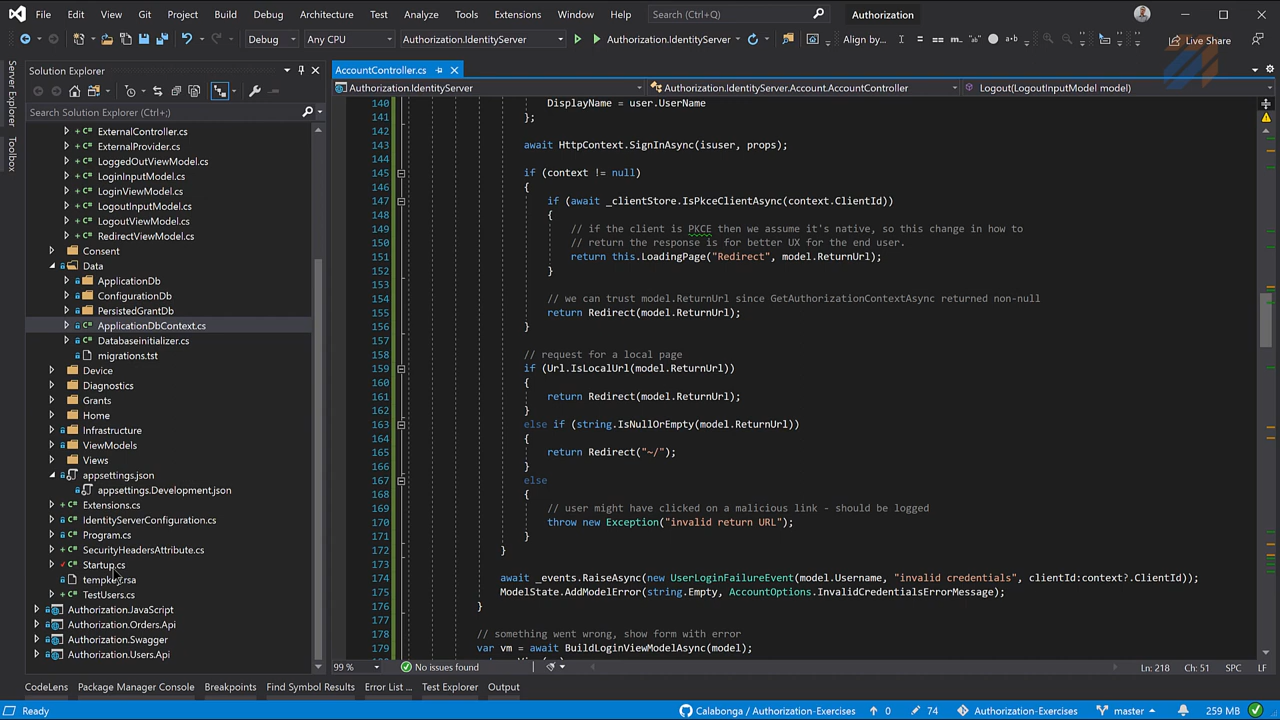 File Edit View Git Project Build Debug Architecture Test Analyze Tools Extensions Window Help Search (Ctrl+Q) Authorization
Debug Any CPU Authorization.IdentityServer Authorization.IdentityServer Align by... Live Share
Server Explorer
Toolbox
Solution Explorer
Search Solution Explorer (Ctrl+;)
ExternalController.cs
ExternalProvider.cs
LoggedOutViewModel.cs
LoginInputModel.cs
LoginViewModel.cs
LogoutInputModel.cs
LogoutViewModel.cs
RedirectViewModel.cs
Consent
Data
ApplicationDb
ConfigurationDb
PersistedGrantDb
ApplicationDbContext.cs
DatabaseInitializer.cs
migrations.tst
Device
Diagnostics
Grants
Home
Infrastructure
ViewModels
Views
appsettings.json
appsettings.Development.json
Extensions.cs
IdentityServerConfiguration.cs
Program.cs
SecurityHeadersAttribute.cs
Startup.cs
tempkey.rsa
TestUsers.cs
Authorization.JavaScript
Authorization.Orders.Api
Authorization.Swagger
Authorization.Users.Api
AccountController.cs
Authorization.IdentityServer Authorization.IdentityServer.Account.AccountController Logout(LogoutInputModel model)
140 DisplayName = user.UserName
141 };
142
143 await HttpContext.SignInAsync(isuser, props);
144
145 if (context != null)
146 {
147 if (await _clientStore.IsPkceClientAsync(context.ClientId))
148 {
149 // if the client is PKCE then we assume it's native, so this change in how to
150 // return the response is for better UX for the end user.
151 return this.LoadingPage("Redirect", model.ReturnUrl);
152 }
153
154 // we can trust model.ReturnUrl since GetAuthorizationContextAsync returned non-null
155 return Redirect(model.ReturnUrl);
156 }
157
158 // request for a local page
159 if (Url.IsLocalUrl(model.ReturnUrl))
160 {
161 return Redirect(model.ReturnUrl);
162 }
163 else if (string.IsNullOrEmpty(model.ReturnUrl))
164 {
165 return Redirect("~/");
166 }
167 else
168 {
169 // user might have clicked on a malicious link - should be logged
170 throw new Exception("invalid return URL");
171 }
172 }
173
174 await _events.RaiseAsync(new UserLoginFailureEvent(model.Username, "invalid credentials", clientId:context?.ClientId));
175 ModelState.AddModelError(string.Empty, AccountOptions.InvalidCredentialsErrorMessage);
176 }
177
178 // something went wrong, show form with error
179 var vm = await BuildLoginViewModelAsync(model);
99 % No issues found Ln: 218 Ch: 51 SPC LF
CodeLens Package Manager Console Breakpoints Find Symbol Results Error List ... Test Explorer Output
Ready Calabonga / Authorization-Exercises 0 74 Authorization-Exercises master 259 MB